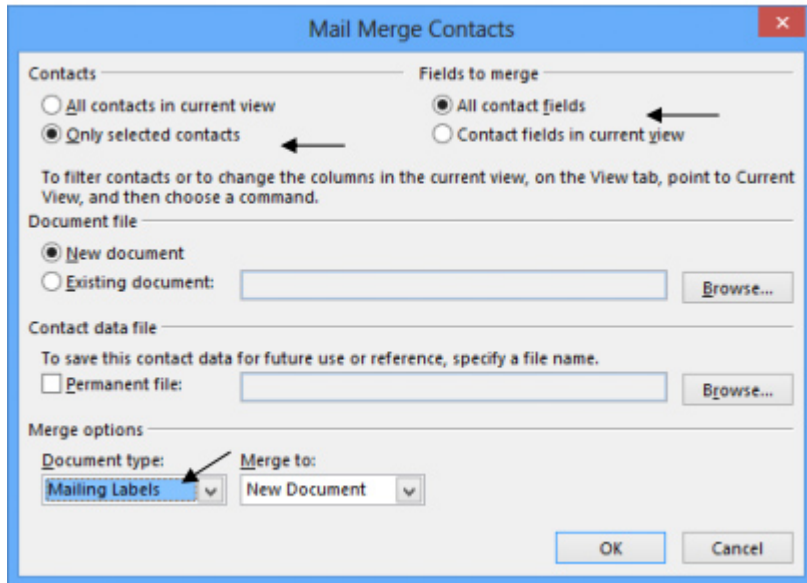 Mail Merge Contacts
Contacts
Fields to merge
All contacts in current view
All contact fields
Only selected contacts
Contact fields in current view
To filter contacts or to change the columns in the current view, on the View tab, point to Current
View, and then choose a command.
Document file
New document
Existing document:
Browse...
Contact data file
To save this contact data for future use or reference, specify a file name.
Permanent file:
Browse...
Merge options
Document type:
Merge to:
Mailing Labels
New Document
OK
Cancel